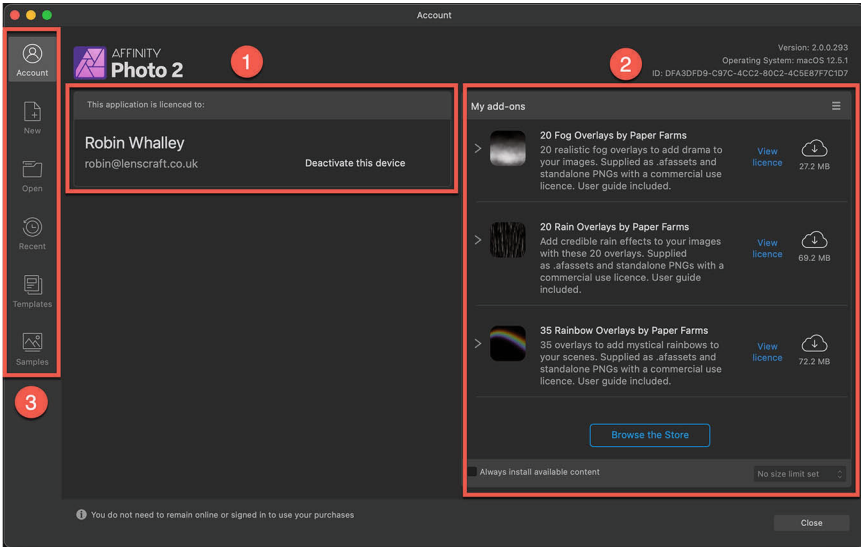 Account
Account
New
Open
Recent
Templates
Samples
3
AFFINITY
Photo 2
1
2
Version: 2.0.0.293
Operating System: macOS 12.5.1
ID: DFA3DFD9-C97C-4CC2-80C2-4C5E87F7C1D7
This application is licenced to:
Robin Whalley
robin@lenscraft.co.uk
Deactivate this device
My add-ons
20 Fog Overlays by Paper Farms
20 realistic fog overlays to add drama to
your images. Supplied as .afassets and
standalone PNGs with a commercial use
licence. User guide included.
View
licence
27.2 MB
20 Rain Overlays by Paper Farms
Add credible rain effects to your images
with these 20 overlays. Supplied
as .afassets and standalone PNGs with a
commercial use licence. User guide
included.
View
licence
69.2 MB
35 Rainbow Overlays by Paper Farms
35 overlays to add mystical rainbows to
your scenes. Supplied as .afassets and
standalone PNGs with a commercial use
licence. User guide included.
View
licence
72.2 MB
Browse the Store
Always install available content
No size limit set
You do not need to remain online or signed in to use your purchases
Close